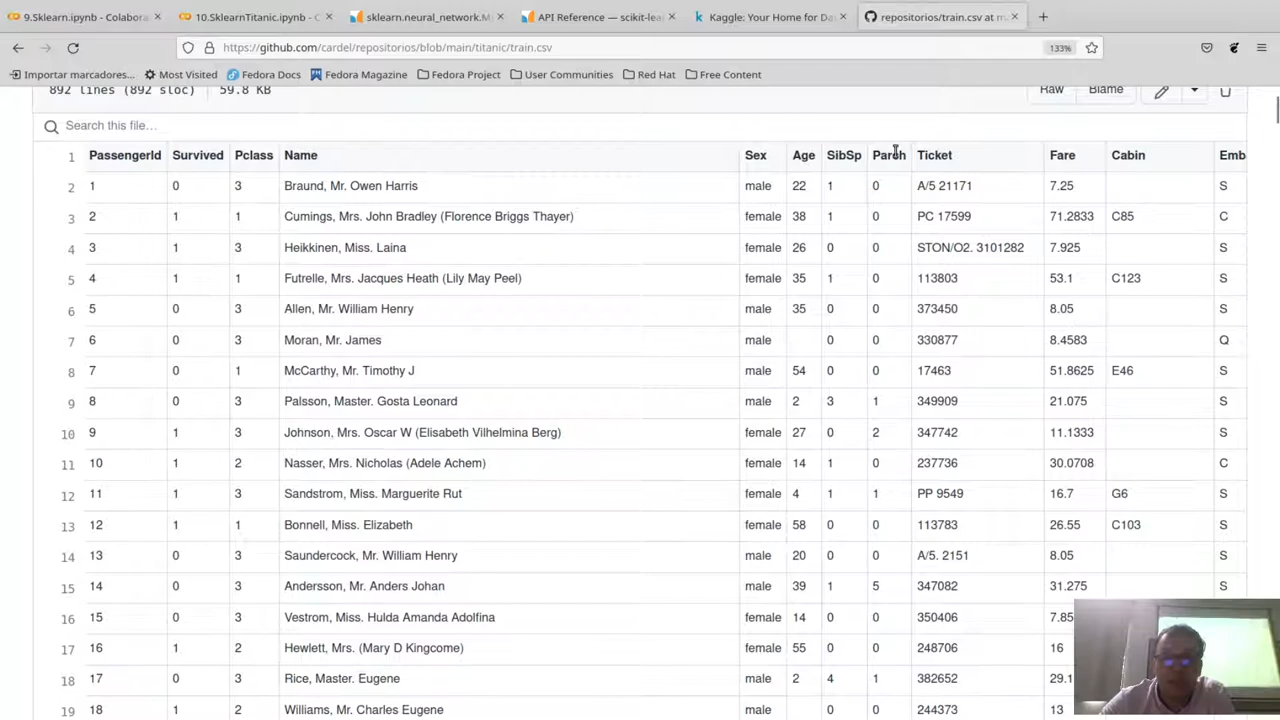 9.Sklearn.ipynb - Colabora
10.SklearnTitanic.ipynb -
sklearn.neural_network.M
API Reference — scikit-lea
Kaggle: Your Home for Da
repositorios/train.csv at m
https://github.com/cardel/repositorios/blob/main/titanic/train.csv
133%
Importar marcadores... Most Visited Fedora Docs Fedora Magazine Fedora Project User Communities Red Hat Free Content
892 lines (892 sloc) 59.8 KB Raw Blame
Search this file…
1 PassengerId Survived Pclass Name Sex Age SibSp Parch Ticket Fare Cabin Emb
2 1 0 3 Braund, Mr. Owen Harris male 22 1 0 A/5 21171 7.25 S
3 2 1 1 Cumings, Mrs. John Bradley (Florence Briggs Thayer) female 38 1 0 PC 17599 71.2833 C85 C
4 3 1 3 Heikkinen, Miss. Laina female 26 0 0 STON/O2. 3101282 7.925 S
5 4 1 1 Futrelle, Mrs. Jacques Heath (Lily May Peel) female 35 1 0 113803 53.1 C123 S
6 5 0 3 Allen, Mr. William Henry male 35 0 0 373450 8.05 S
7 6 0 3 Moran, Mr. James male 0 0 330877 8.4583 Q
8 7 0 1 McCarthy, Mr. Timothy J male 54 0 0 17463 51.8625 E46 S
9 8 0 3 Palsson, Master. Gosta Leonard male 2 3 1 349909 21.075 S
10 9 1 3 Johnson, Mrs. Oscar W (Elisabeth Vilhelmina Berg) female 27 0 2 347742 11.1333 S
11 10 1 2 Nasser, Mrs. Nicholas (Adele Achem) female 14 1 0 237736 30.0708 C
12 11 1 3 Sandstrom, Miss. Marguerite Rut female 4 1 1 PP 9549 16.7 G6 S
13 12 1 1 Bonnell, Miss. Elizabeth female 58 0 0 113783 26.55 C103 S
14 13 0 3 Saundercock, Mr. William Henry male 20 0 0 A/5. 2151 8.05 S
15 14 0 3 Andersson, Mr. Anders Johan male 39 1 5 347082 31.275 S
16 15 0 3 Vestrom, Miss. Hulda Amanda Adolfina female 14 0 0 350406 7.85
17 16 1 2 Hewlett, Mrs. (Mary D Kingcome) female 55 0 0 248706 16
18 17 0 3 Rice, Master. Eugene male 2 4 1 382652 29.1
19 18 1 2 Williams, Mr. Charles Eugene male 0 0 244373 13